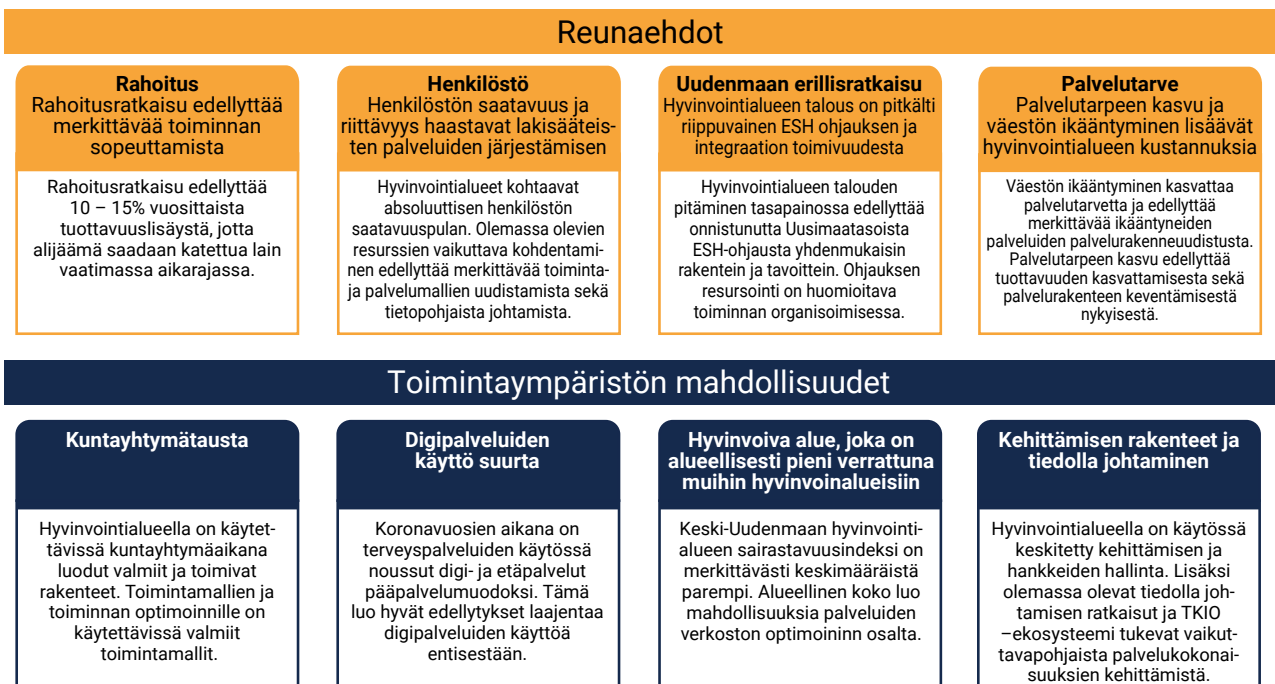 Reunaehdot
Rahoitus
Rahoitusratkaisu edellyttää
merkittävää toiminnan
sopeuttamista
Rahoitusratkaisu edellyttää
10 – 15% vuosittaista
tuottavuuslisäystä, jotta
alijäämä saadaan katettua lain
vaatimassa aikarajassa.
Henkilöstö
Henkilöstön saatavuus ja
riittävyys haastavat lakisääteis-
ten palveluiden järjestämisen
Hyvinvointialueet kohtaavat
absoluuttisen henkilöstön
saatavuuspulan. Olemassa olevien
resurssien vaikuttava kohdentami-
nen edellyttää merkittävää toiminta-
ja palvelumallien uudistamista sekä
tietopohjaista johtamista.
Uudenmaan erillisratkaisu
Hyvinvointialueen talous on pitkälti
riippuvainen ESH ohjauksen ja
integraation toimivuudesta
Hyvinvointialueen talouden
pitäminen tasapainossa edellyttää
onnistunutta Uusimaatasoista
ESH-ohjausta yhdenmukaisin
rakentein ja tavoittein. Ohjauksen
resursointi on huomioitava
toiminnan organisoimisessa.
Palvelutarve
Palvelutarpeen kasvu ja
väestön ikääntyminen lisäävät
hyvinvointialueen kustannuksia
Väestön ikääntyminen kasvattaa
palvelutarvetta ja edellyttää
merkittävää ikääntyneiden
palveluiden palvelurakenneuudistusta.
Palvelutarpeen kasvu edellyttää
tuottavuuden kasvattamisesta sekä
palvelurakenteen keventämisestä
nykyisestä.
Toimintaympäristön mahdollisuudet
Kuntayhtymätausta
Hyvinvointialueella on käytet-
tävissä kuntayhtymäaikana
luodut valmiit ja toimivat
rakenteet. Toimintamallien ja
toiminnan optimoinnille on
käytettävissä valmiit
toimintamallit.
Digipalveluiden
käyttö suurta
Koronavuosien aikana on
terveyspalveluiden käytössä
noussut digi- ja etäpalvelut
pääpalvelumuodoksi. Tämä
luo hyvät edellytykset laajentaa
digipalveluiden käyttöä
entisestään.
Hyvinvoiva alue, joka on
alueellisesti pieni verrattuna
muihin hyvinvoinalueisiin
Keski-Uudenmaan hyvinvointi-
alueen sairastavuusindeksi on
merkittävästi keskimääräistä
parempi. Alueellinen koko luo
mahdollisuuksia palveluiden
verkoston optimoininn osalta.
Kehittämisen rakenteet ja
tiedolla johtaminen
Hyvinvointialueella on käytössä
keskitetty kehittämisen ja
hankkeiden hallinta. Lisäksi
olemassa olevat tiedolla joh-
tamisen ratkaisut ja TKIO
–ekosysteemi tukevat vaikut-
tavapohjaista palvelukokonai-
suuksien kehittämistä.